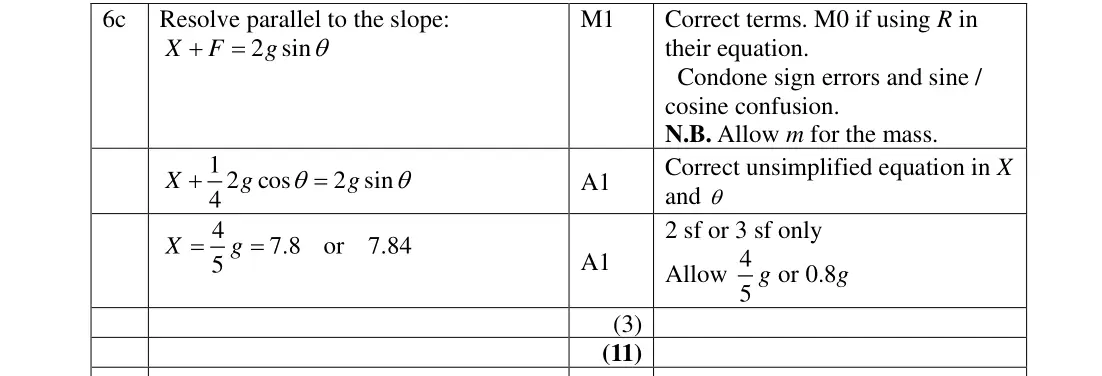 6c Resolve parallel to the slope: M1 Correct terms. M0 if using R in
X + F = 2g sin θ their equation.
Condone sign errors and sine /
cosine confusion.
N.B. Allow m for the mass.
X + 1/4 2g cos θ = 2g sin θ A1 Correct unsimplified equation in X
and θ
X = 4/5 g = 7.8 or 7.84 A1 2 sf or 3 sf only
Allow 4/5 g or 0.8g
(3)
(11)